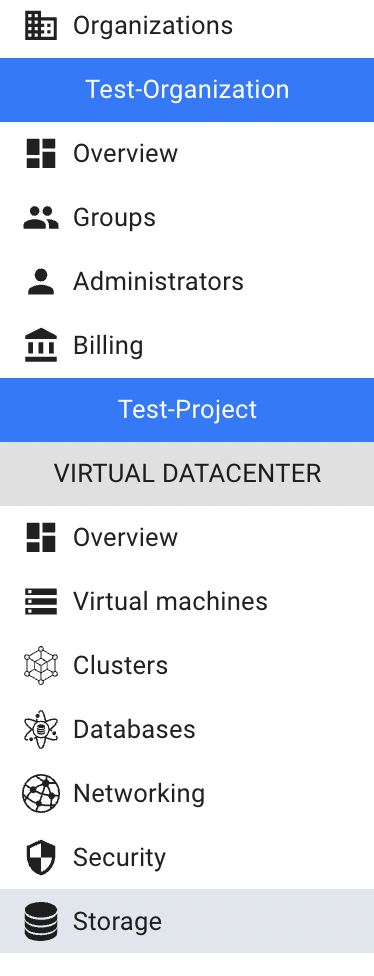 Organizations
Test-Organization
Overview
Groups
Administrators
Billing
Test-Project
VIRTUAL DATACENTER
Overview
Virtual machines
Clusters
Databases
Networking
Security
Storage